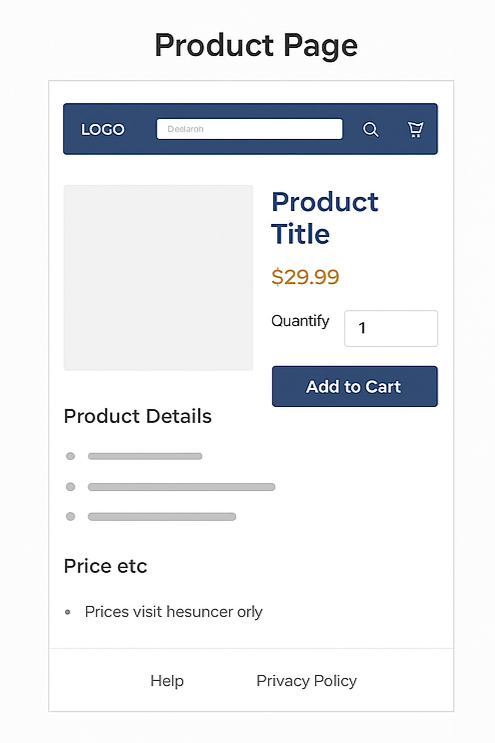 Product Page
LOGO
Product
Title
$29.99
Quantify
1
Add to Cart
Product Details
Price etc
Prices visit hesuncer orly
Help
Privacy Policy